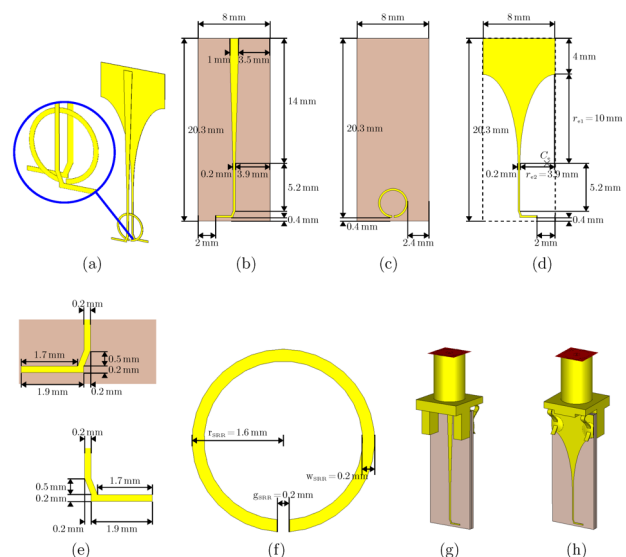 8 mm
1 mm
3.5 mm
14 mm
20.3 mm
0.2 mm
3.9 mm
5.2 mm
0.4 mm
2 mm
8 mm
20.3 mm
0.4 mm
2.4 mm
8 mm
4 mm
r_e1 = 10 mm
20.3 mm
C_s
0.2 mm
r_e2 = 3.9 mm
5.2 mm
0.4 mm
2 mm
(a)
(b)
(c)
(d)
0.2 mm
1.7 mm
0.5 mm
0.2 mm
1.9 mm
0.2 mm
0.2 mm
0.5 mm
1.7 mm
0.2 mm
0.2 mm
1.9 mm
r_SRR = 1.6 mm
w_SRR = 0.2 mm
g_SRR = 0.2 mm
(e)
(f)
(g)
(h)